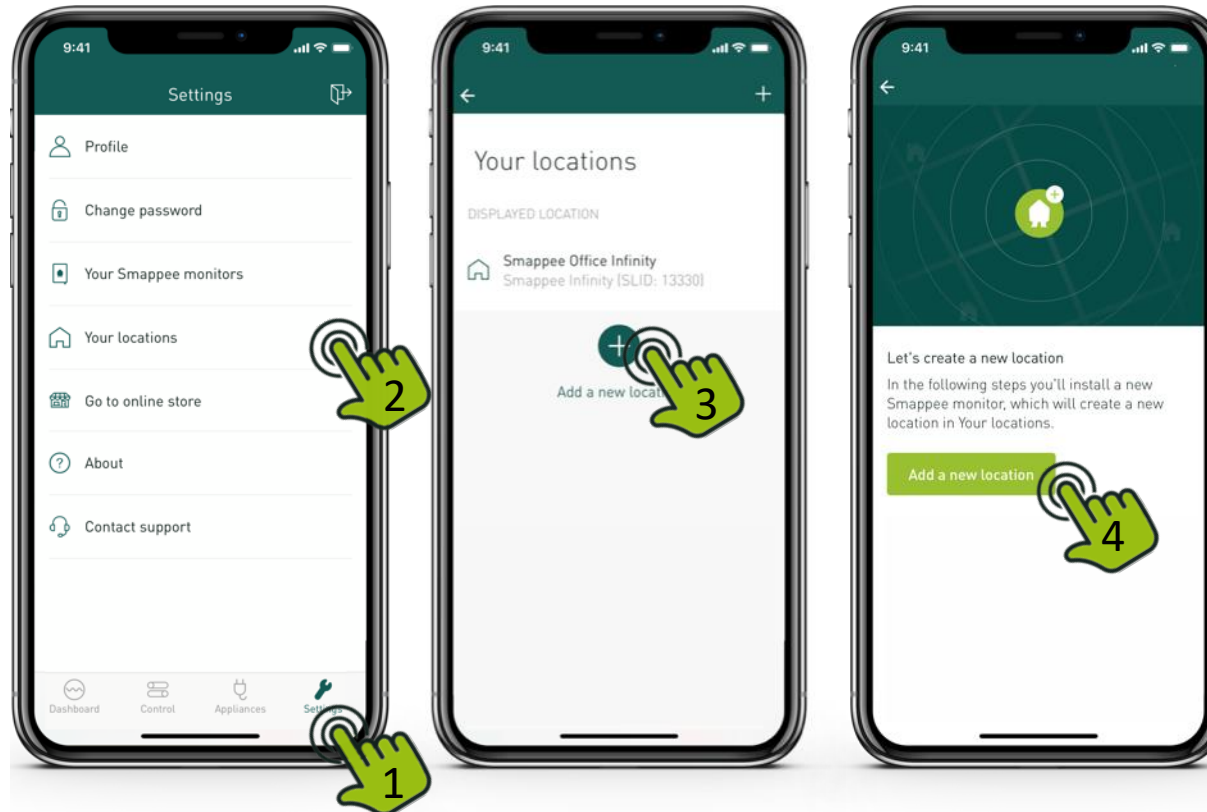 9:41
Settings
Profile
Change password
Your Smappee monitors
Your locations
2
Go to online store
About
Contact support
Dashboard
Control
Appliances
Settings
1
9:41
Your locations
DISPLAYED LOCATION
Smappee Office Infinity
Smappee Infinity (SLID: 13330)
Add a new
3
9:41
Let's create a new location
In the following steps you'll install a new
Smappee monitor, which will create a new
location in Your locations.
Add a new location
4